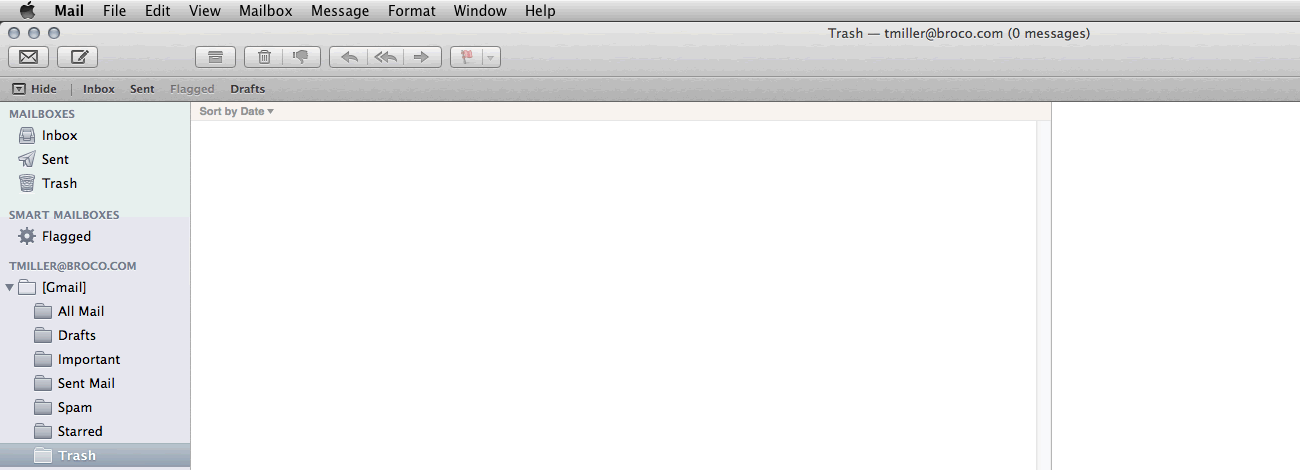 Mail File Edit View Mailbox Message Format Window Help
Trash — tmiller@broco.com (0 messages)
Hide | Inbox Sent Flagged Drafts
MAILBOXES
Sort by Date
Inbox
Sent
Trash
SMART MAILBOXES
Flagged
TMILLER@BROCO.COM
[Gmail]
All Mail
Drafts
Important
Sent Mail
Spam
Starred
Trash